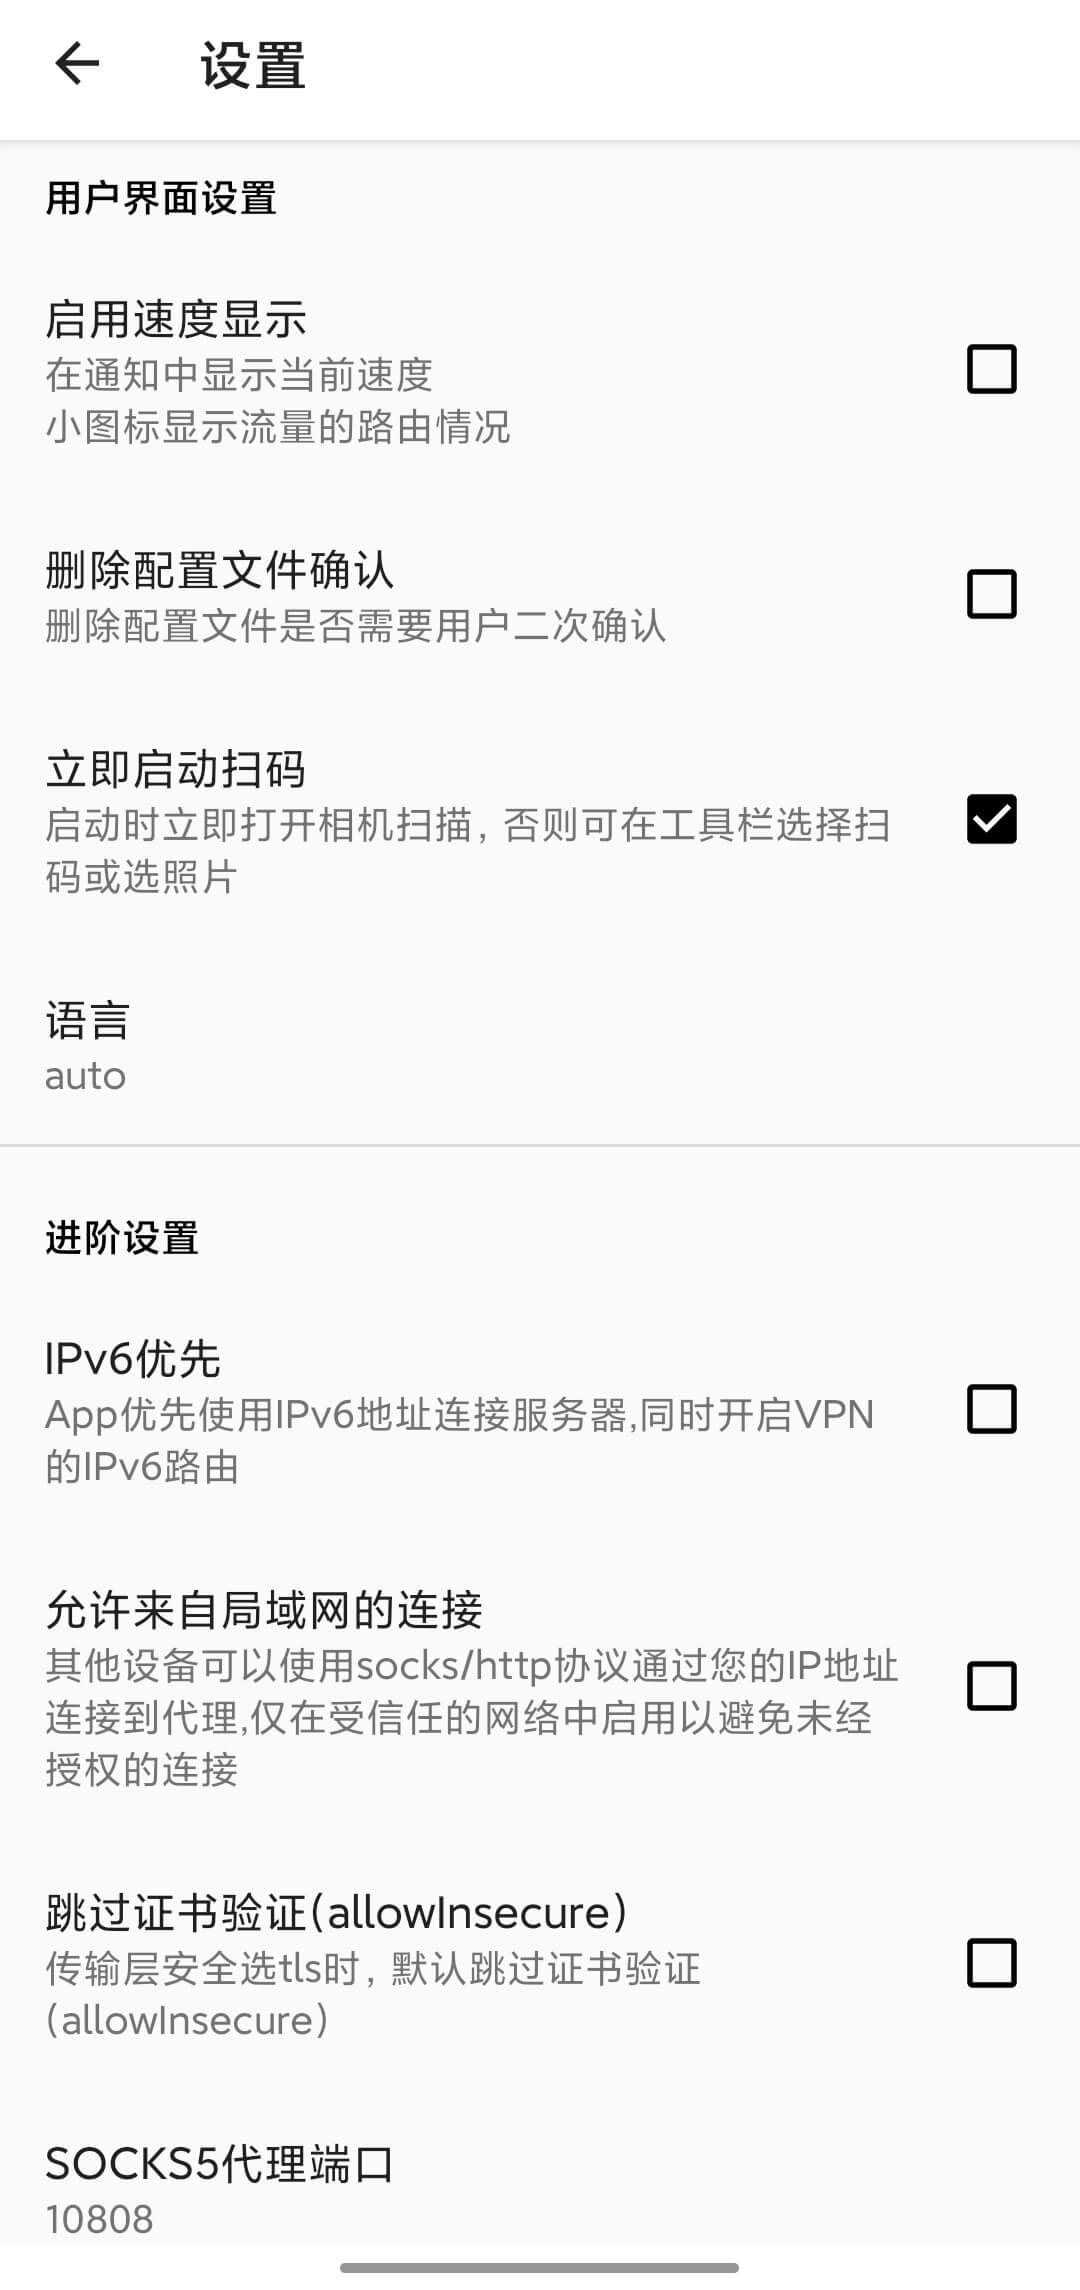 设置
用户界面设置
启用速度显示
在通知中显示当前速度
小图标显示流量的路由情况
删除配置文件确认
删除配置文件是否需要用户二次确认
立即启动扫码
启动时立即打开相机扫描，否则可在工具栏选择扫
码或选照片
语言
auto
进阶设置
IPv6优先
App优先使用IPv6地址连接服务器,同时开启VPN
的IPv6路由
允许来自局域网的连接
其他设备可以使用socks/http协议通过您的IP地址
连接到代理,仅在受信任的网络中启用以避免未经
授权的连接
跳过证书验证(allowInsecure)
传输层安全选tls时，默认跳过证书验证
(allowInsecure)
SOCKS5代理端口
10808